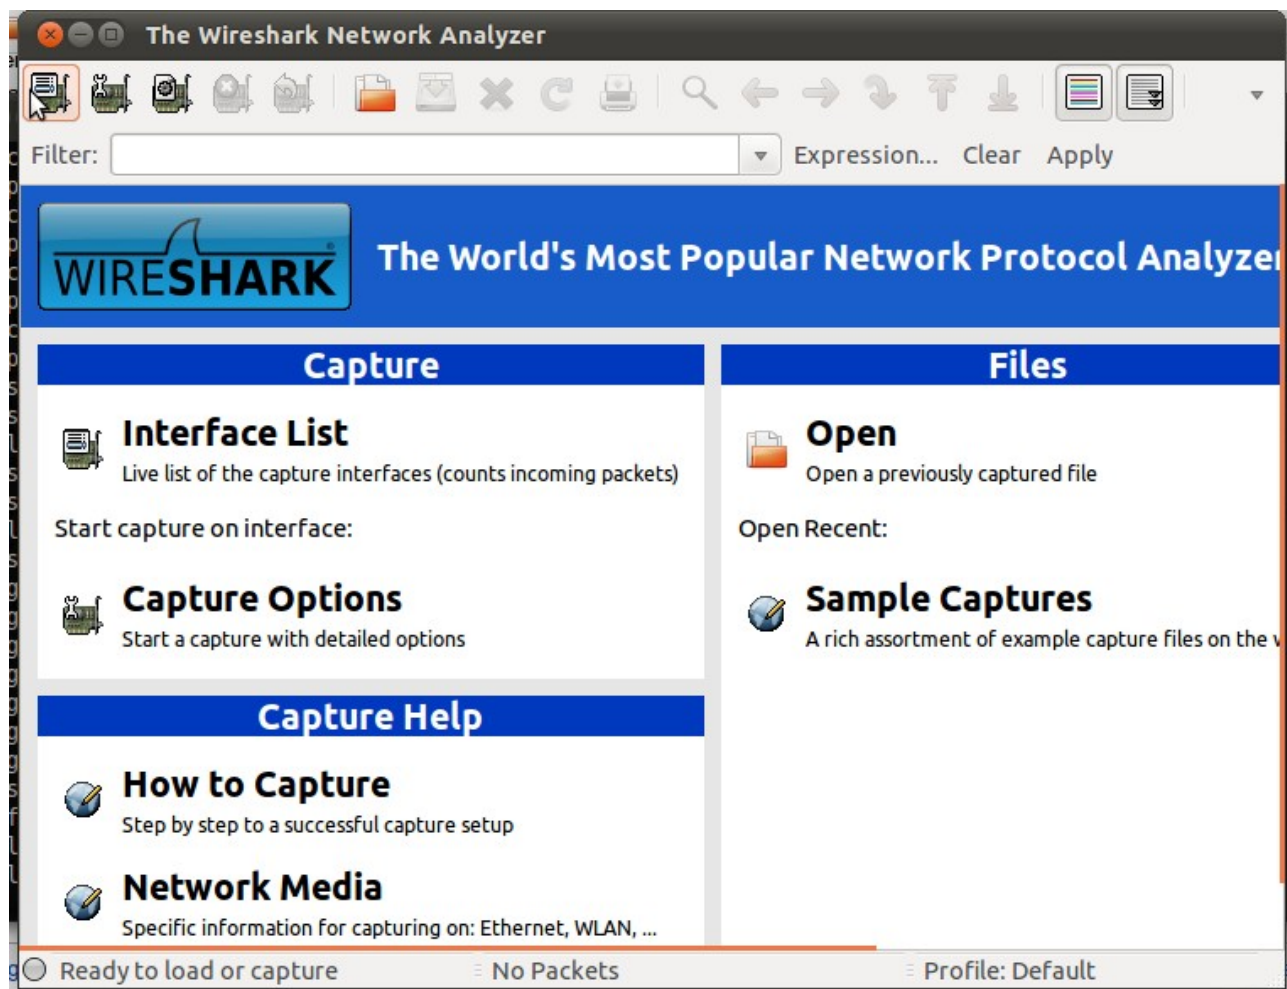 The Wireshark Network Analyzer
Filter:
Expression... Clear Apply
WIRESHARK
The World's Most Popular Network Protocol Analyzer
Capture
Interface List
Live list of the capture interfaces (counts incoming packets)
Start capture on interface:
Capture Options
Start a capture with detailed options
Capture Help
How to Capture
Step by step to a successful capture setup
Network Media
Specific information for capturing on: Ethernet, WLAN, ...
Files
Open
Open a previously captured file
Open Recent:
Sample Captures
A rich assortment of example capture files on the
Ready to load or capture
No Packets
Profile: Default